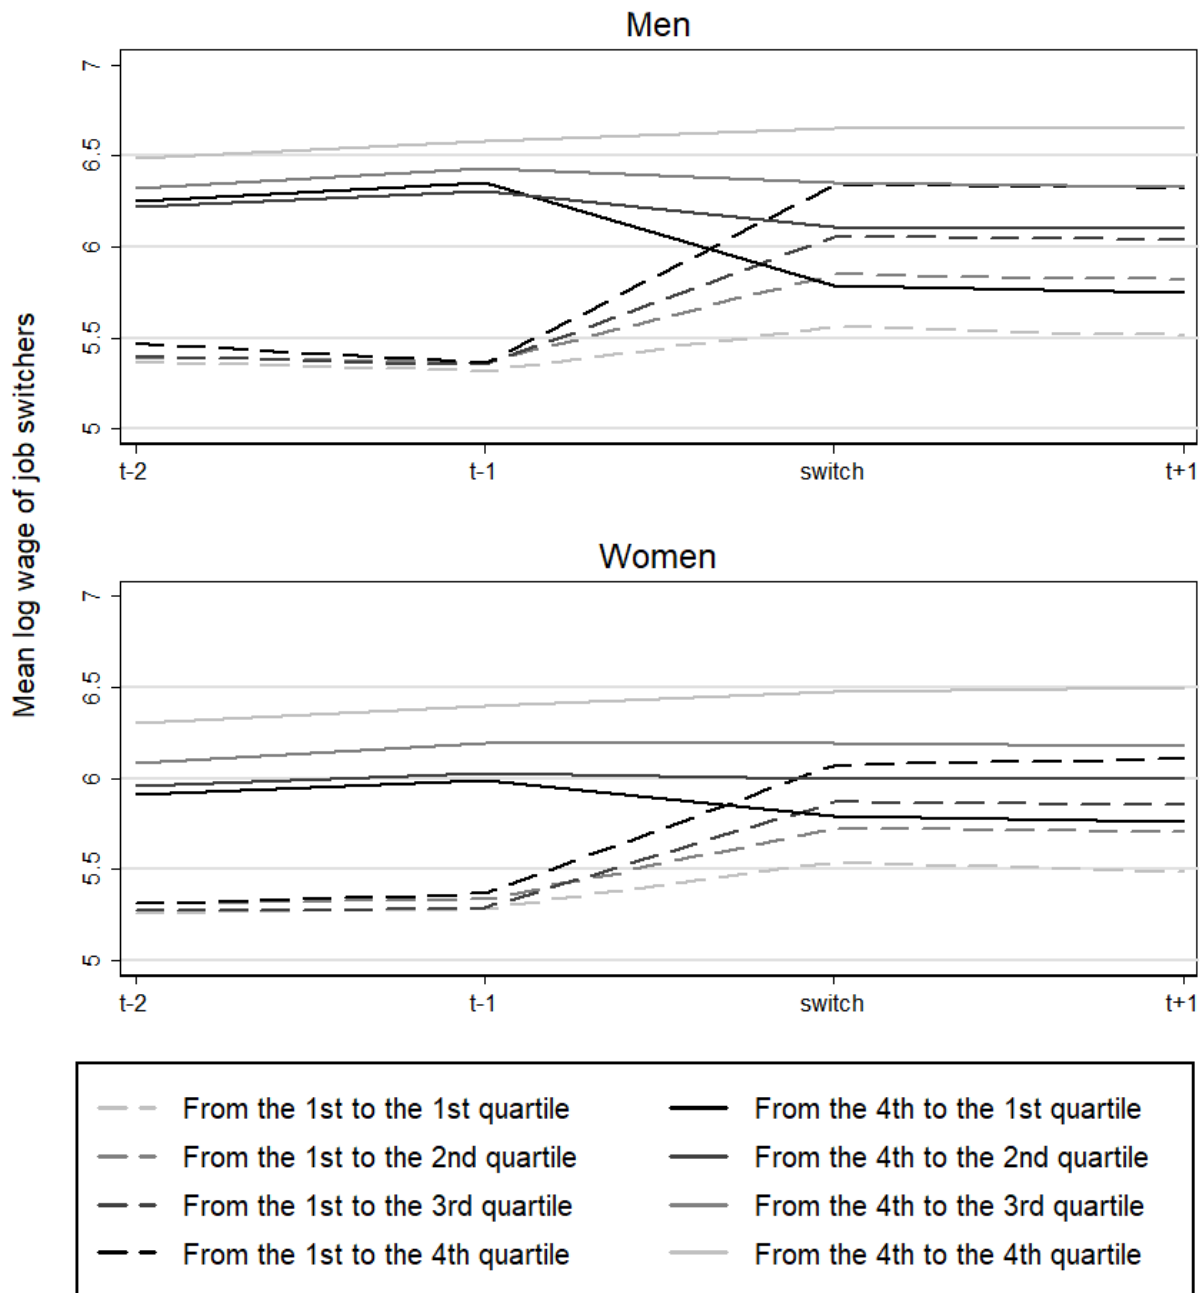 Men
7
6.5
6
5.5
5
t-2 t-1 switch t+1
Mean log wage of job switchers
Women
7
6.5
6
5.5
5
t-2 t-1 switch t+1
From the 1st to the 1st quartile From the 4th to the 1st quartile
From the 1st to the 2nd quartile From the 4th to the 2nd quartile
From the 1st to the 3rd quartile From the 4th to the 3rd quartile
From the 1st to the 4th quartile From the 4th to the 4th quartile